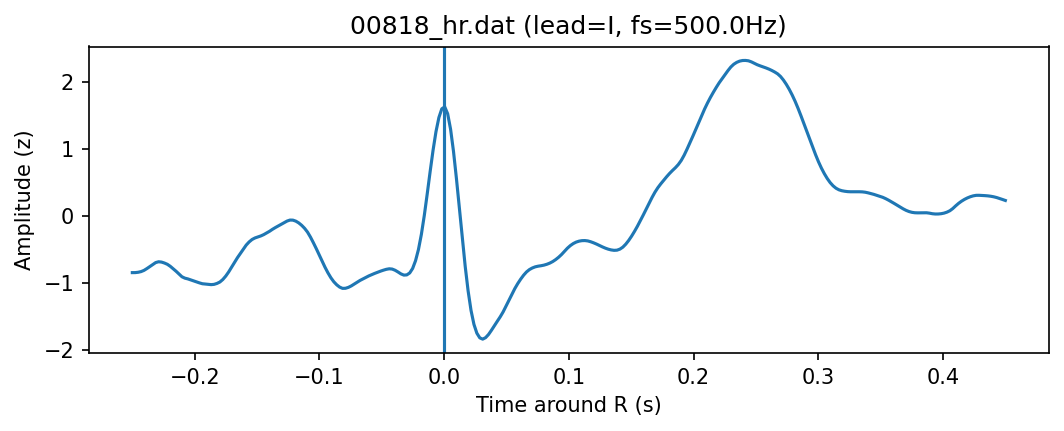 00818_hr.dat (lead=I, fs=500.0Hz)
Amplitude (z)
2
1
0
−1
−2
−0.2 −0.1 0.0 0.1 0.2 0.3 0.4
Time around R (s)